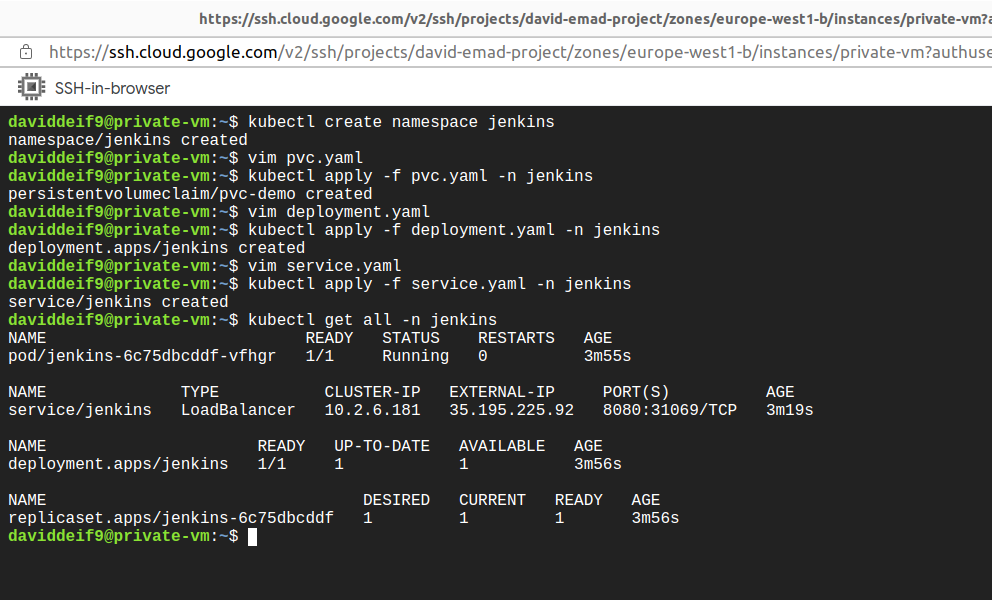 https://ssh.cloud.google.com/v2/ssh/projects/david-emad-project/zones/europe-west1-b/instances/private-vm?a
https://ssh.cloud.google.com/v2/ssh/projects/david-emad-project/zones/europe-west1-b/instances/private-vm?authuse
SSH-in-browser
daviddeif9@private-vm:~$ kubectl create namespace jenkins
namespace/jenkins created
daviddeif9@private-vm:~$ vim pvc.yaml
daviddeif9@private-vm:~$ kubectl apply -f pvc.yaml -n jenkins
persistentvolumeclaim/pvc-demo created
daviddeif9@private-vm:~$ vim deployment.yaml
daviddeif9@private-vm:~$ kubectl apply -f deployment.yaml -n jenkins
deployment.apps/jenkins created
daviddeif9@private-vm:~$ vim service.yaml
daviddeif9@private-vm:~$ kubectl apply -f service.yaml -n jenkins
service/jenkins created
daviddeif9@private-vm:~$ kubectl get all -n jenkins
NAME                           READY   STATUS    RESTARTS   AGE
pod/jenkins-6c75dbcddf-vfhgr   1/1     Running   0          3m55s

NAME              TYPE           CLUSTER-IP   EXTERNAL-IP     PORT(S)          AGE
service/jenkins   LoadBalancer   10.2.6.181   35.195.225.92   8080:31069/TCP   3m19s

NAME                      READY   UP-TO-DATE   AVAILABLE   AGE
deployment.apps/jenkins   1/1     1            1           3m56s

NAME                                 DESIRED   CURRENT   READY   AGE
replicaset.apps/jenkins-6c75dbcddf   1         1         1       3m56s
daviddeif9@private-vm:~$